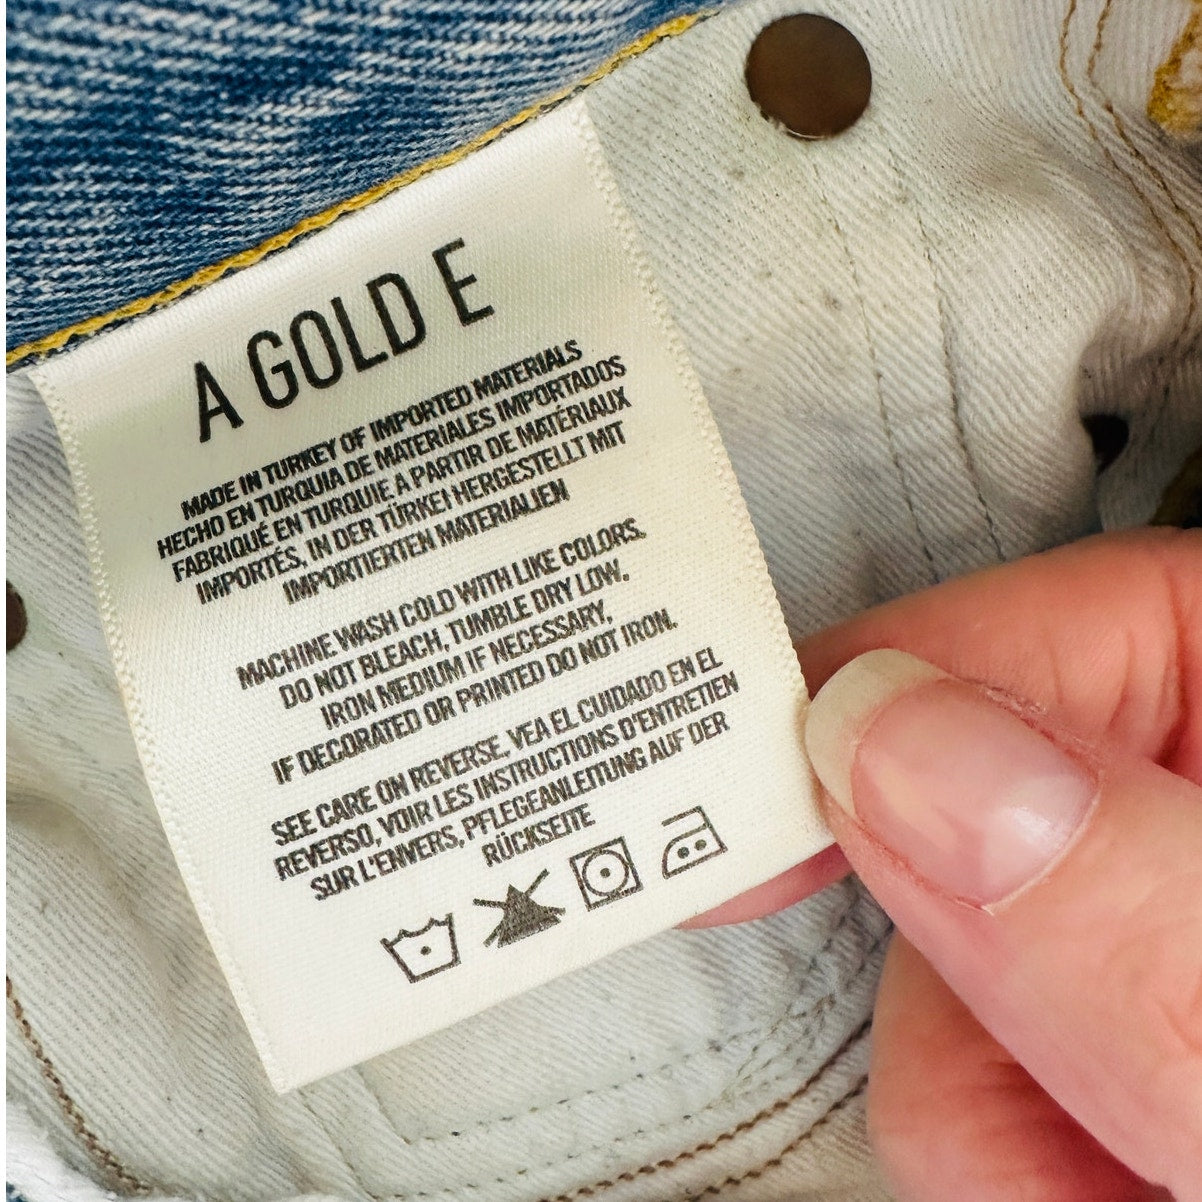 A GOLD E
MADE IN TURKEY OF IMPORTED MATERIALS
HECHO EN TURQUIA DE MATERIALES IMPORTADOS
FABRIQUÉ EN TURQUIE A PARTIR DE MATÉRIAUX
IMPORTÉS, IN DER TÜRKEI HERGESTELLT MIT
IMPORTIERTEN MATERIALIEN
MACHINE WASH COLD WITH LIKE COLORS.
DO NOT BLEACH, TUMBLE DRY LOW.
IRON MEDIUM IF NECESSARY,
IF DECORATED OR PRINTED DO NOT IRON.
SEE CARE ON REVERSE, VEA EL CUIDADO EN EL
REVERSO, VOIR LES INSTRUCTIONS D'ENTRETIEN
SUR L'ENVERS, PFLEGEANLEITUNG AUF DER
RÜCKSEITE